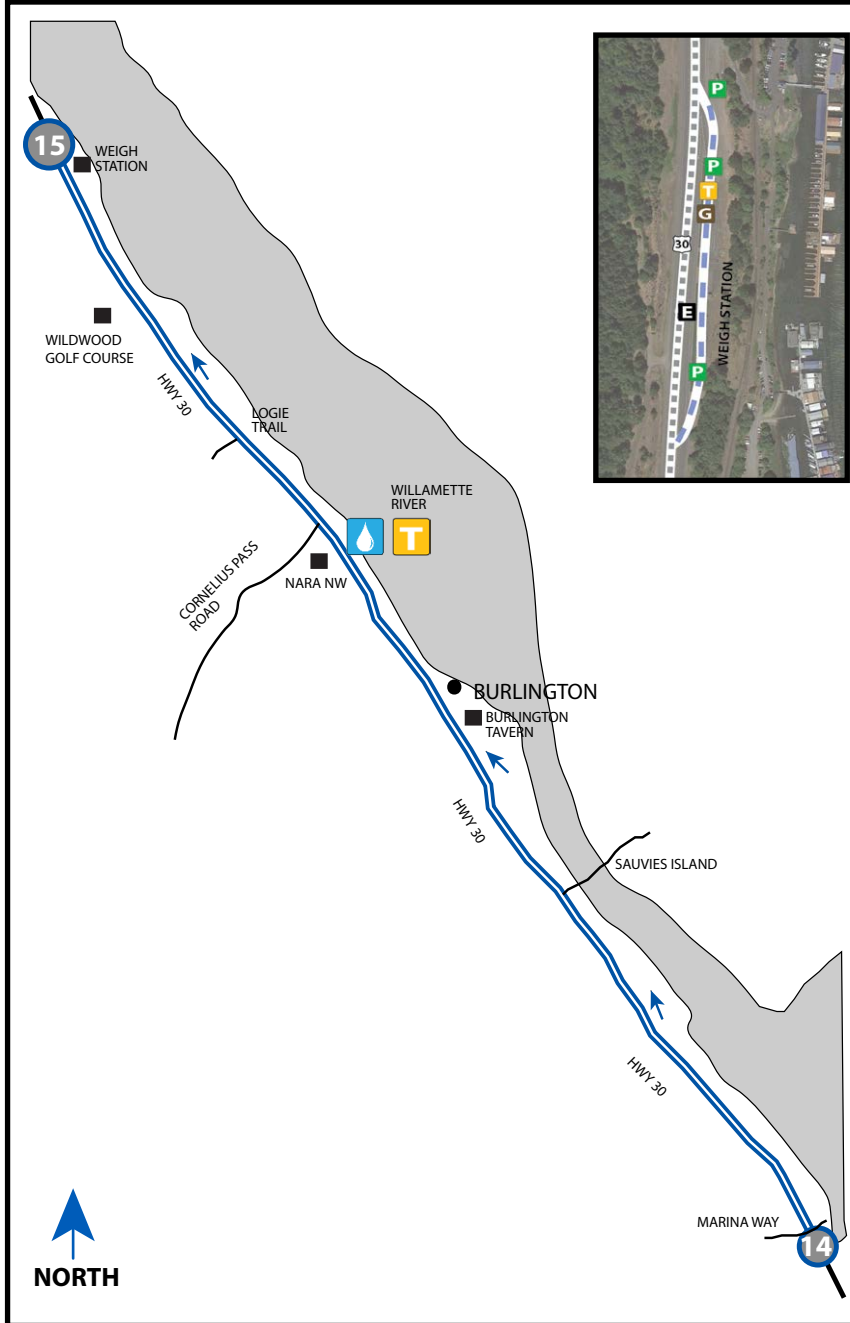 15
WEIGH
STATION
P
P
T
G
30
E
WEIGH STATION
P
WILDWOOD
GOLF COURSE
HWY 30
LOGIE
TRAIL
WILLAMETTE
RIVER
T
CORNELIUS PASS
ROAD
NARA NW
BURLINGTON
BURLINGTON
TAVERN
HWY 30
SAUVIES ISLAND
HWY 30
MARINA WAY
14
NORTH